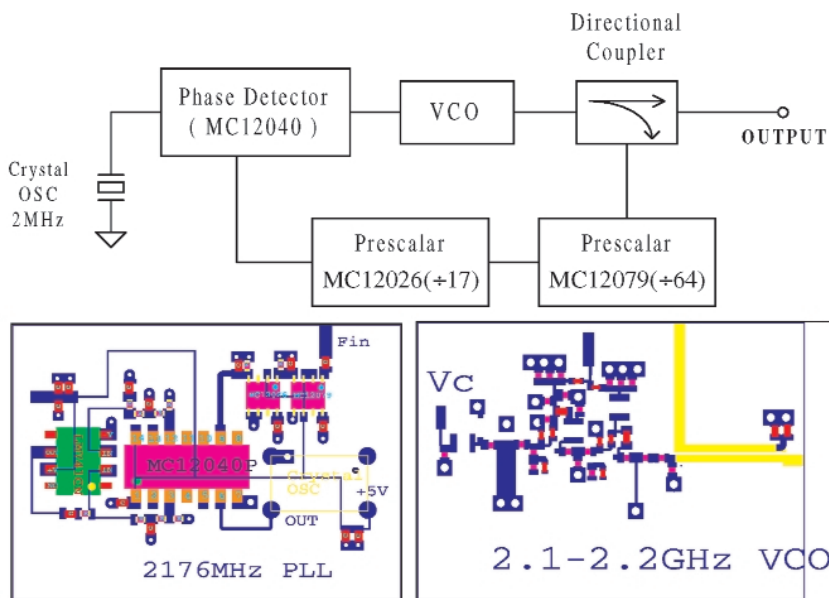 Directional
Coupler
Phase Detector
( MC12040 )
VCO
OUTPUT
Crystal
OSC
2MHz
Prescalar
MC12026(÷17)
Prescalar
MC12079(÷64)
Fin
MC12040P
Crystal
OSC
+5V
OUT
2176MHz PLL
Vc
2.1-2.2GHz VCO